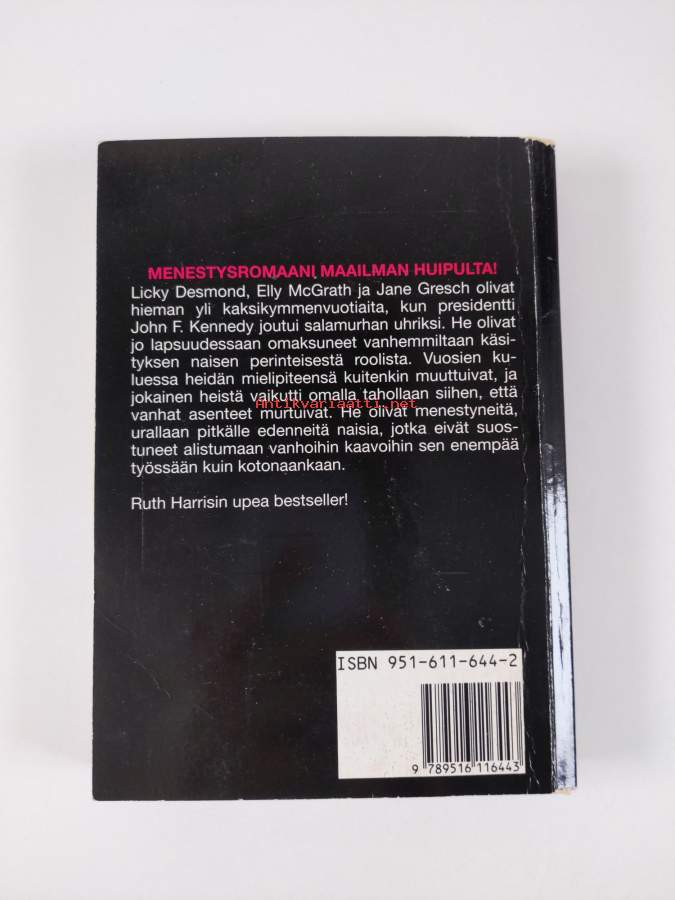 MENESTYSROMAANI MAAILMAN HUIPULTA!
Licky Desmond, Elly McGrath ja Jane Gresch olivat
hieman yli kaksikymmenvuotiaita, kun presidentti
John F. Kennedy joutui salamurhan uhriksi. He olivat
jo lapsuudessaan omaksuneet vanhemmiltaan käsi-
tyksen naisen perinteisestä roolista. Vuosien ku-
luessa heidän mielipiteensä kuitenkin muuttuivat, ja
jokainen heistä vaikutti omalla tahollaan siihen, että
Antikvariaatti.net
vanhat asenteet murtuivat. He olivat menestyneitä,
urallaan pitkälle edenneitä naisia, jotka eivät suos-
tuneet alistumaan vanhoihin kaavoihin sen enempää
työssään kuin kotonaankaan.
Ruth Harrisin upea bestseller!
ISBN 951-611-644-2
9 789516 116443